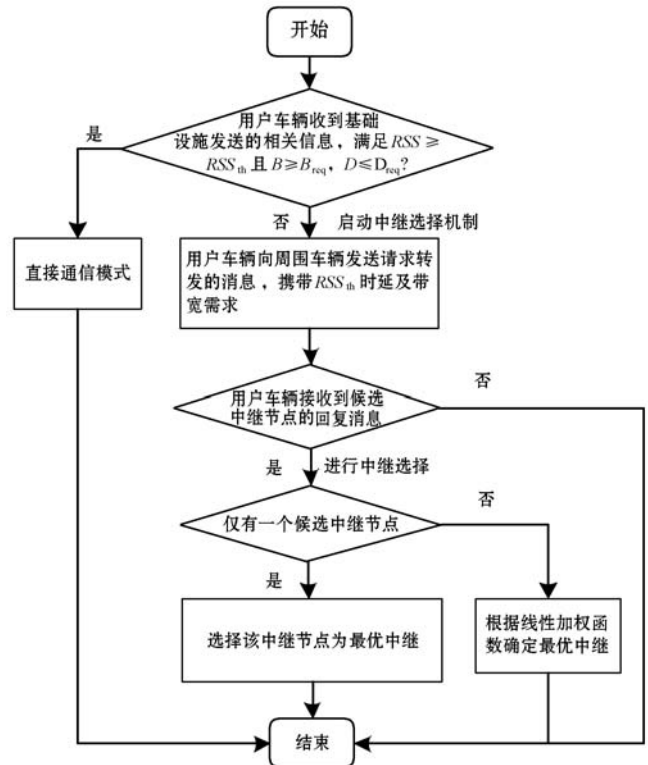 开始
用户车辆收到基础
设施发送的相关信息，满足RSS ≥
RSS_th 且 B≥B_req，D≤D_req?
是
否
启动中继选择机制
直接通信模式
用户车辆向周围车辆发送请求转
发的消息，携带RSS_th 时延及带
宽需求
用户车辆接收到候选
中继节点的回复消息
否
是
进行中继选择
仅有一个候选中继节点
否
是
选择该中继节点为最优中继
根据线性加权函
数确定最优中继
结束